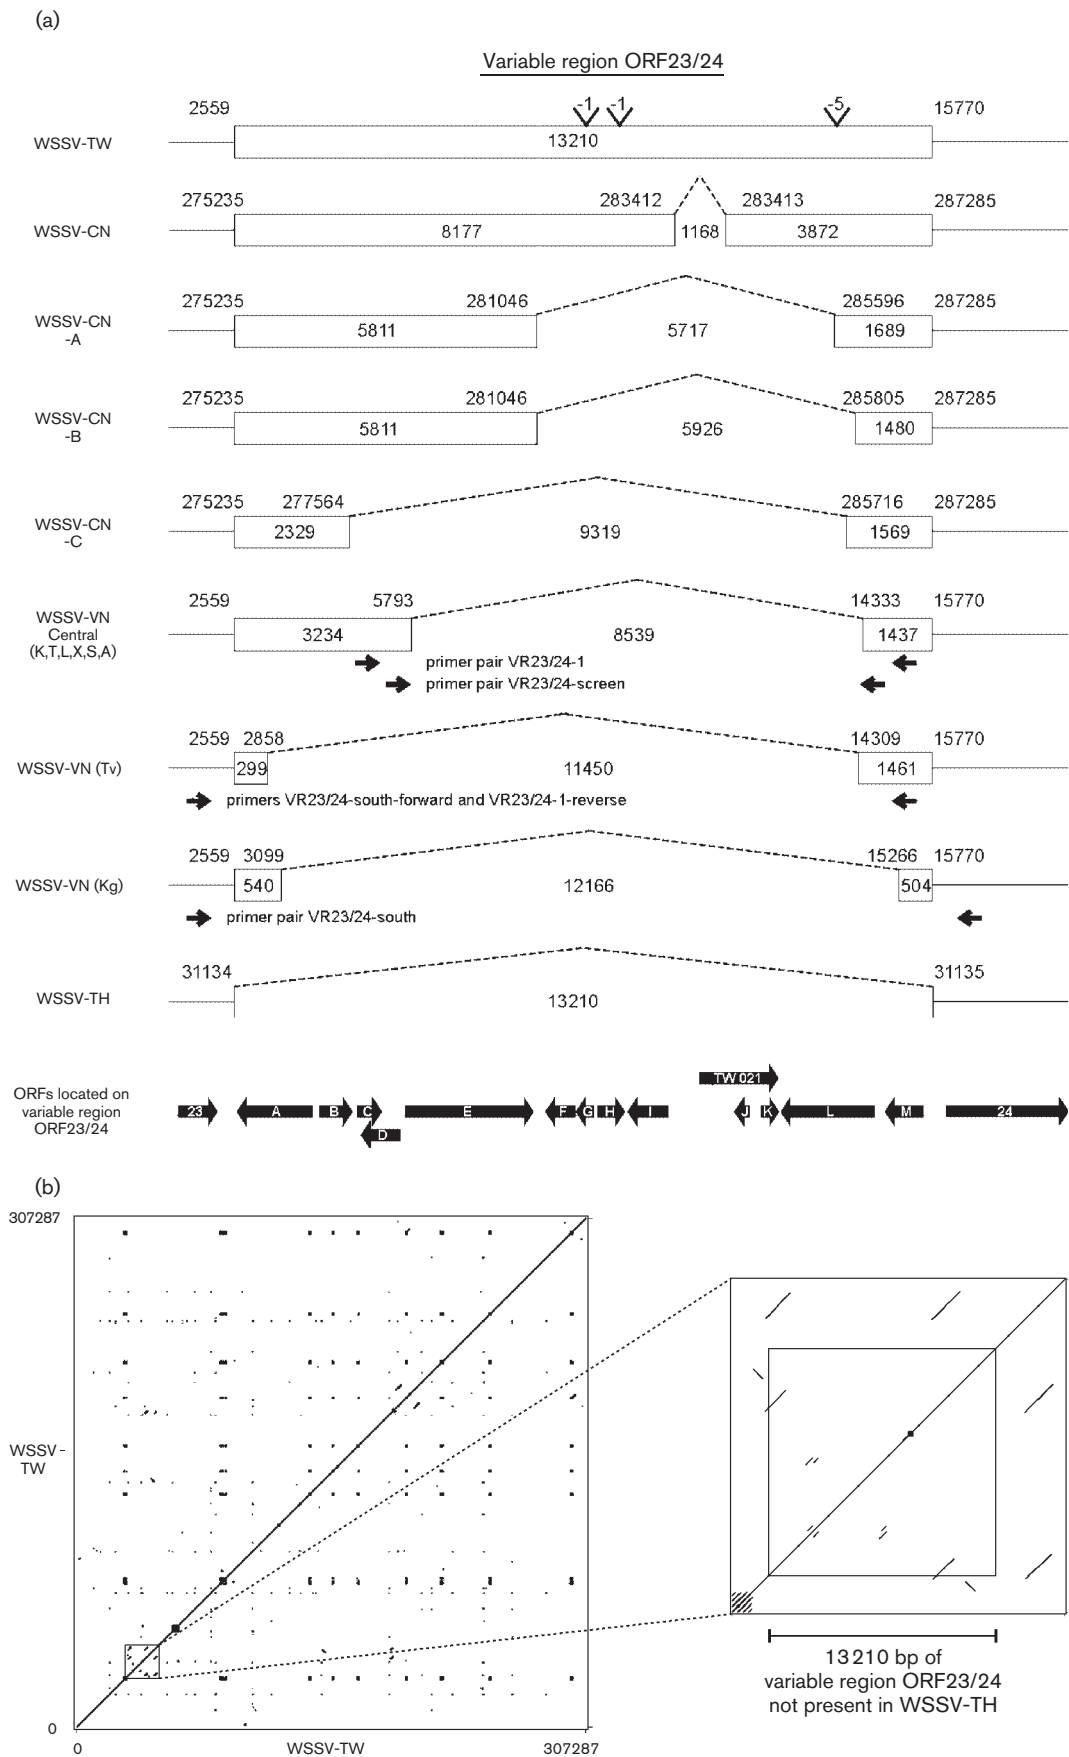 (a)
Variable region ORF23/24
2559 -1 -1 -5 15770
WSSV-TW 13210
275235 283412 283413 287285
WSSV-CN 8177 1168 3872
275235 281046 285596 287285
WSSV-CN
-A
5811 5717 1689
275235 281046 285805 287285
WSSV-CN
-B
5811 5926 1480
275235 277564 285716 287285
WSSV-CN
-C
2329 9319 1569
2559 5793 14333 15770
WSSV-VN
Central
(K,T,L,X,S,A)
3234 8539 1437
primer pair VR23/24-1
primer pair VR23/24-screen
2559 2858 14309 15770
WSSV-VN (Tv) 299 11450 1461
primers VR23/24-south-forward and VR23/24-1-reverse
2559 3099 15266 15770
WSSV-VN (Kg) 540 12166 504
primer pair VR23/24-south
31134 31135
WSSV-TH 13210
ORFs located on
variable region
ORF23/24
TW 021
23 A B C E F G H I J K L M 24
D
(b)
307287
WSSV-
TW
0
0 WSSV-TW 307287
13210 bp of
variable region ORF23/24
not present in WSSV-TH